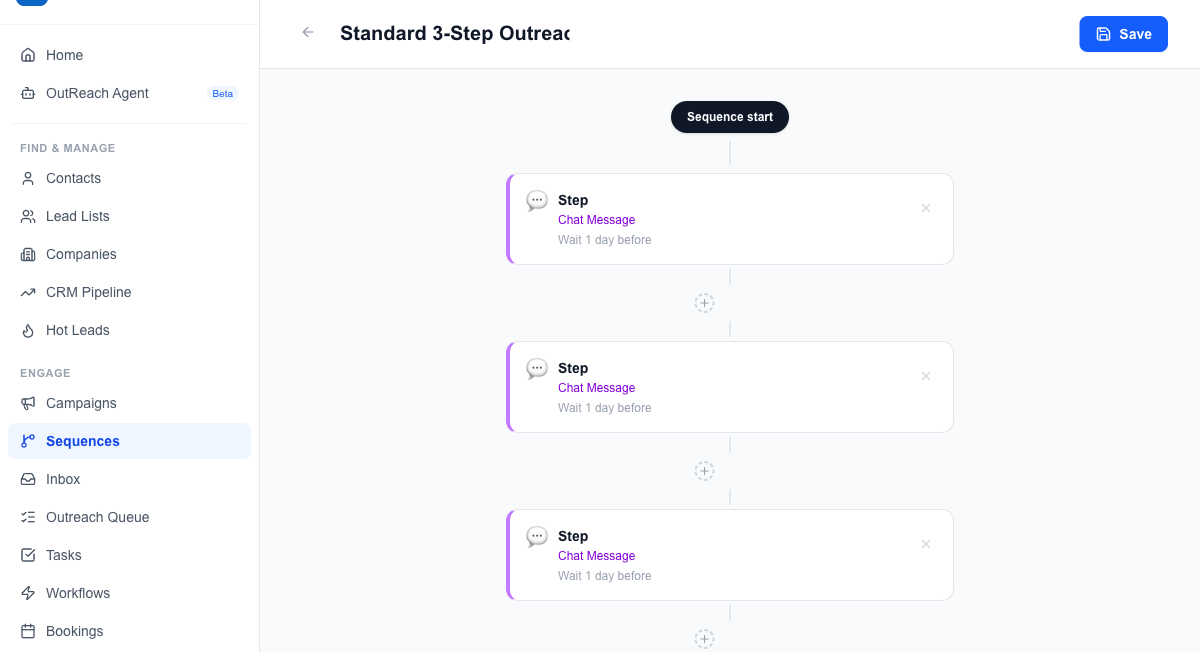 Home
OutReach Agent Beta
FIND & MANAGE
Contacts
Lead Lists
Companies
CRM Pipeline
Hot Leads
ENGAGE
Campaigns
Sequences
Inbox
Outreach Queue
Tasks
Workflows
Bookings
Standard 3-Step Outreac
Save
Sequence start
Step
Chat Message
Wait 1 day before
Step
Chat Message
Wait 1 day before
Step
Chat Message
Wait 1 day before